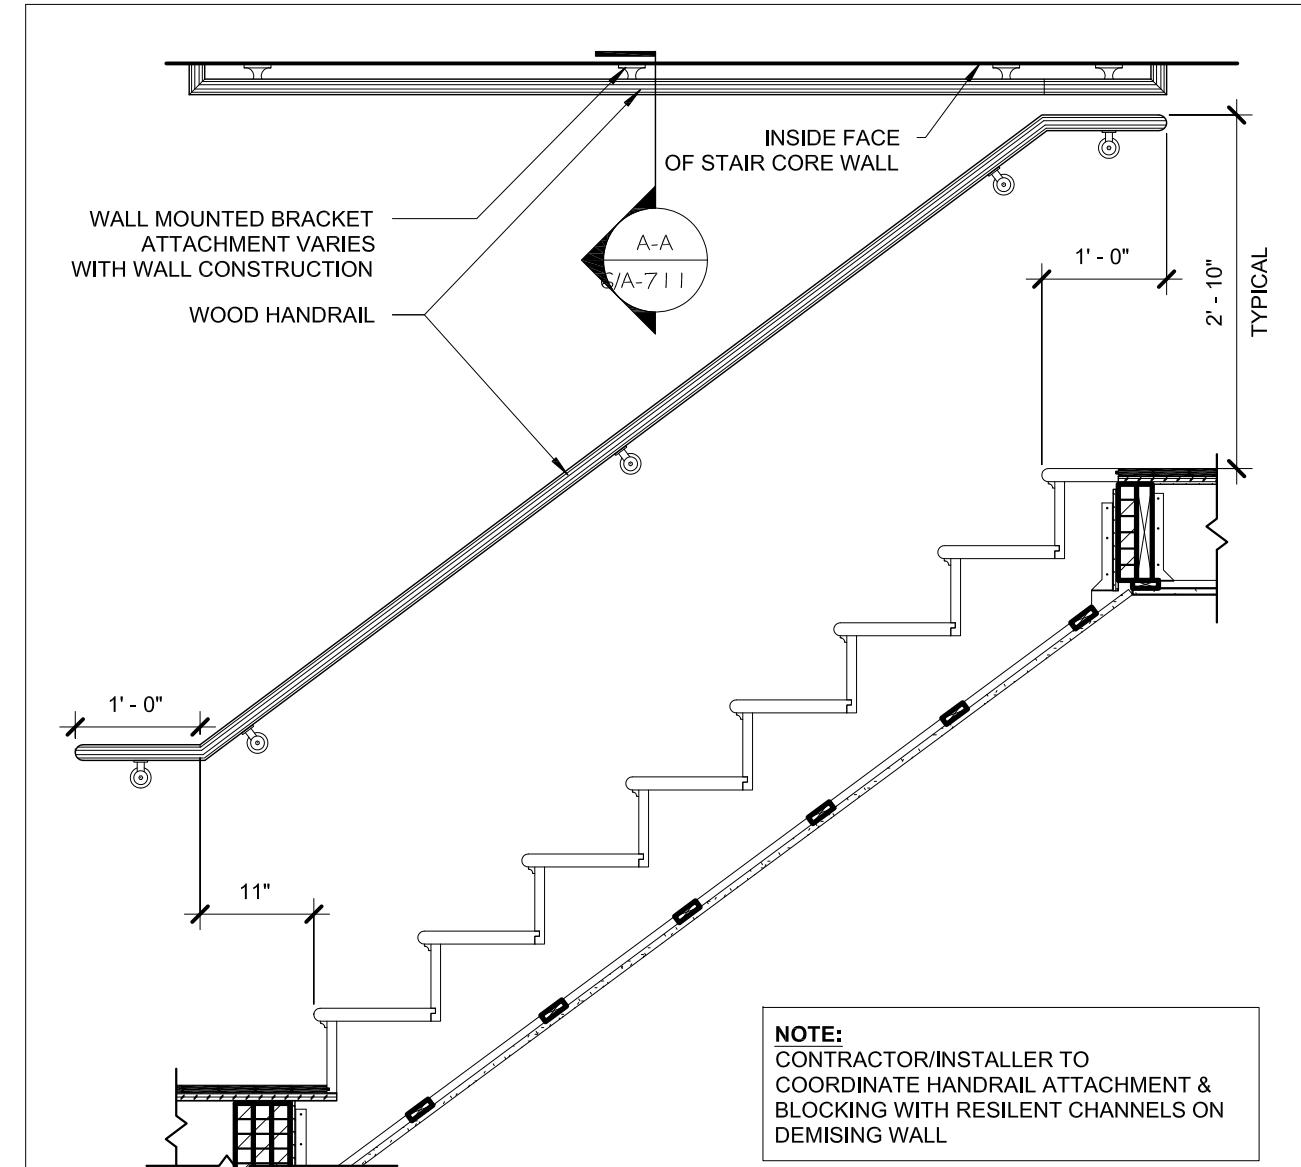 INSIDE FACE
OF STAIR CORE WALL
WALL MOUNTED BRACKET
ATTACHMENT VARIES
WITH WALL CONSTRUCTION
WOOD HANDRAIL
A-A
6/A-711
1' - 0"
2' - 10"
TYPICAL
1' - 0"
11"
NOTE:
CONTRACTOR/INSTALLER TO
COORDINATE HANDRAIL ATTACHMENT &
BLOCKING WITH RESILENT CHANNELS ON
DEMISING WALL